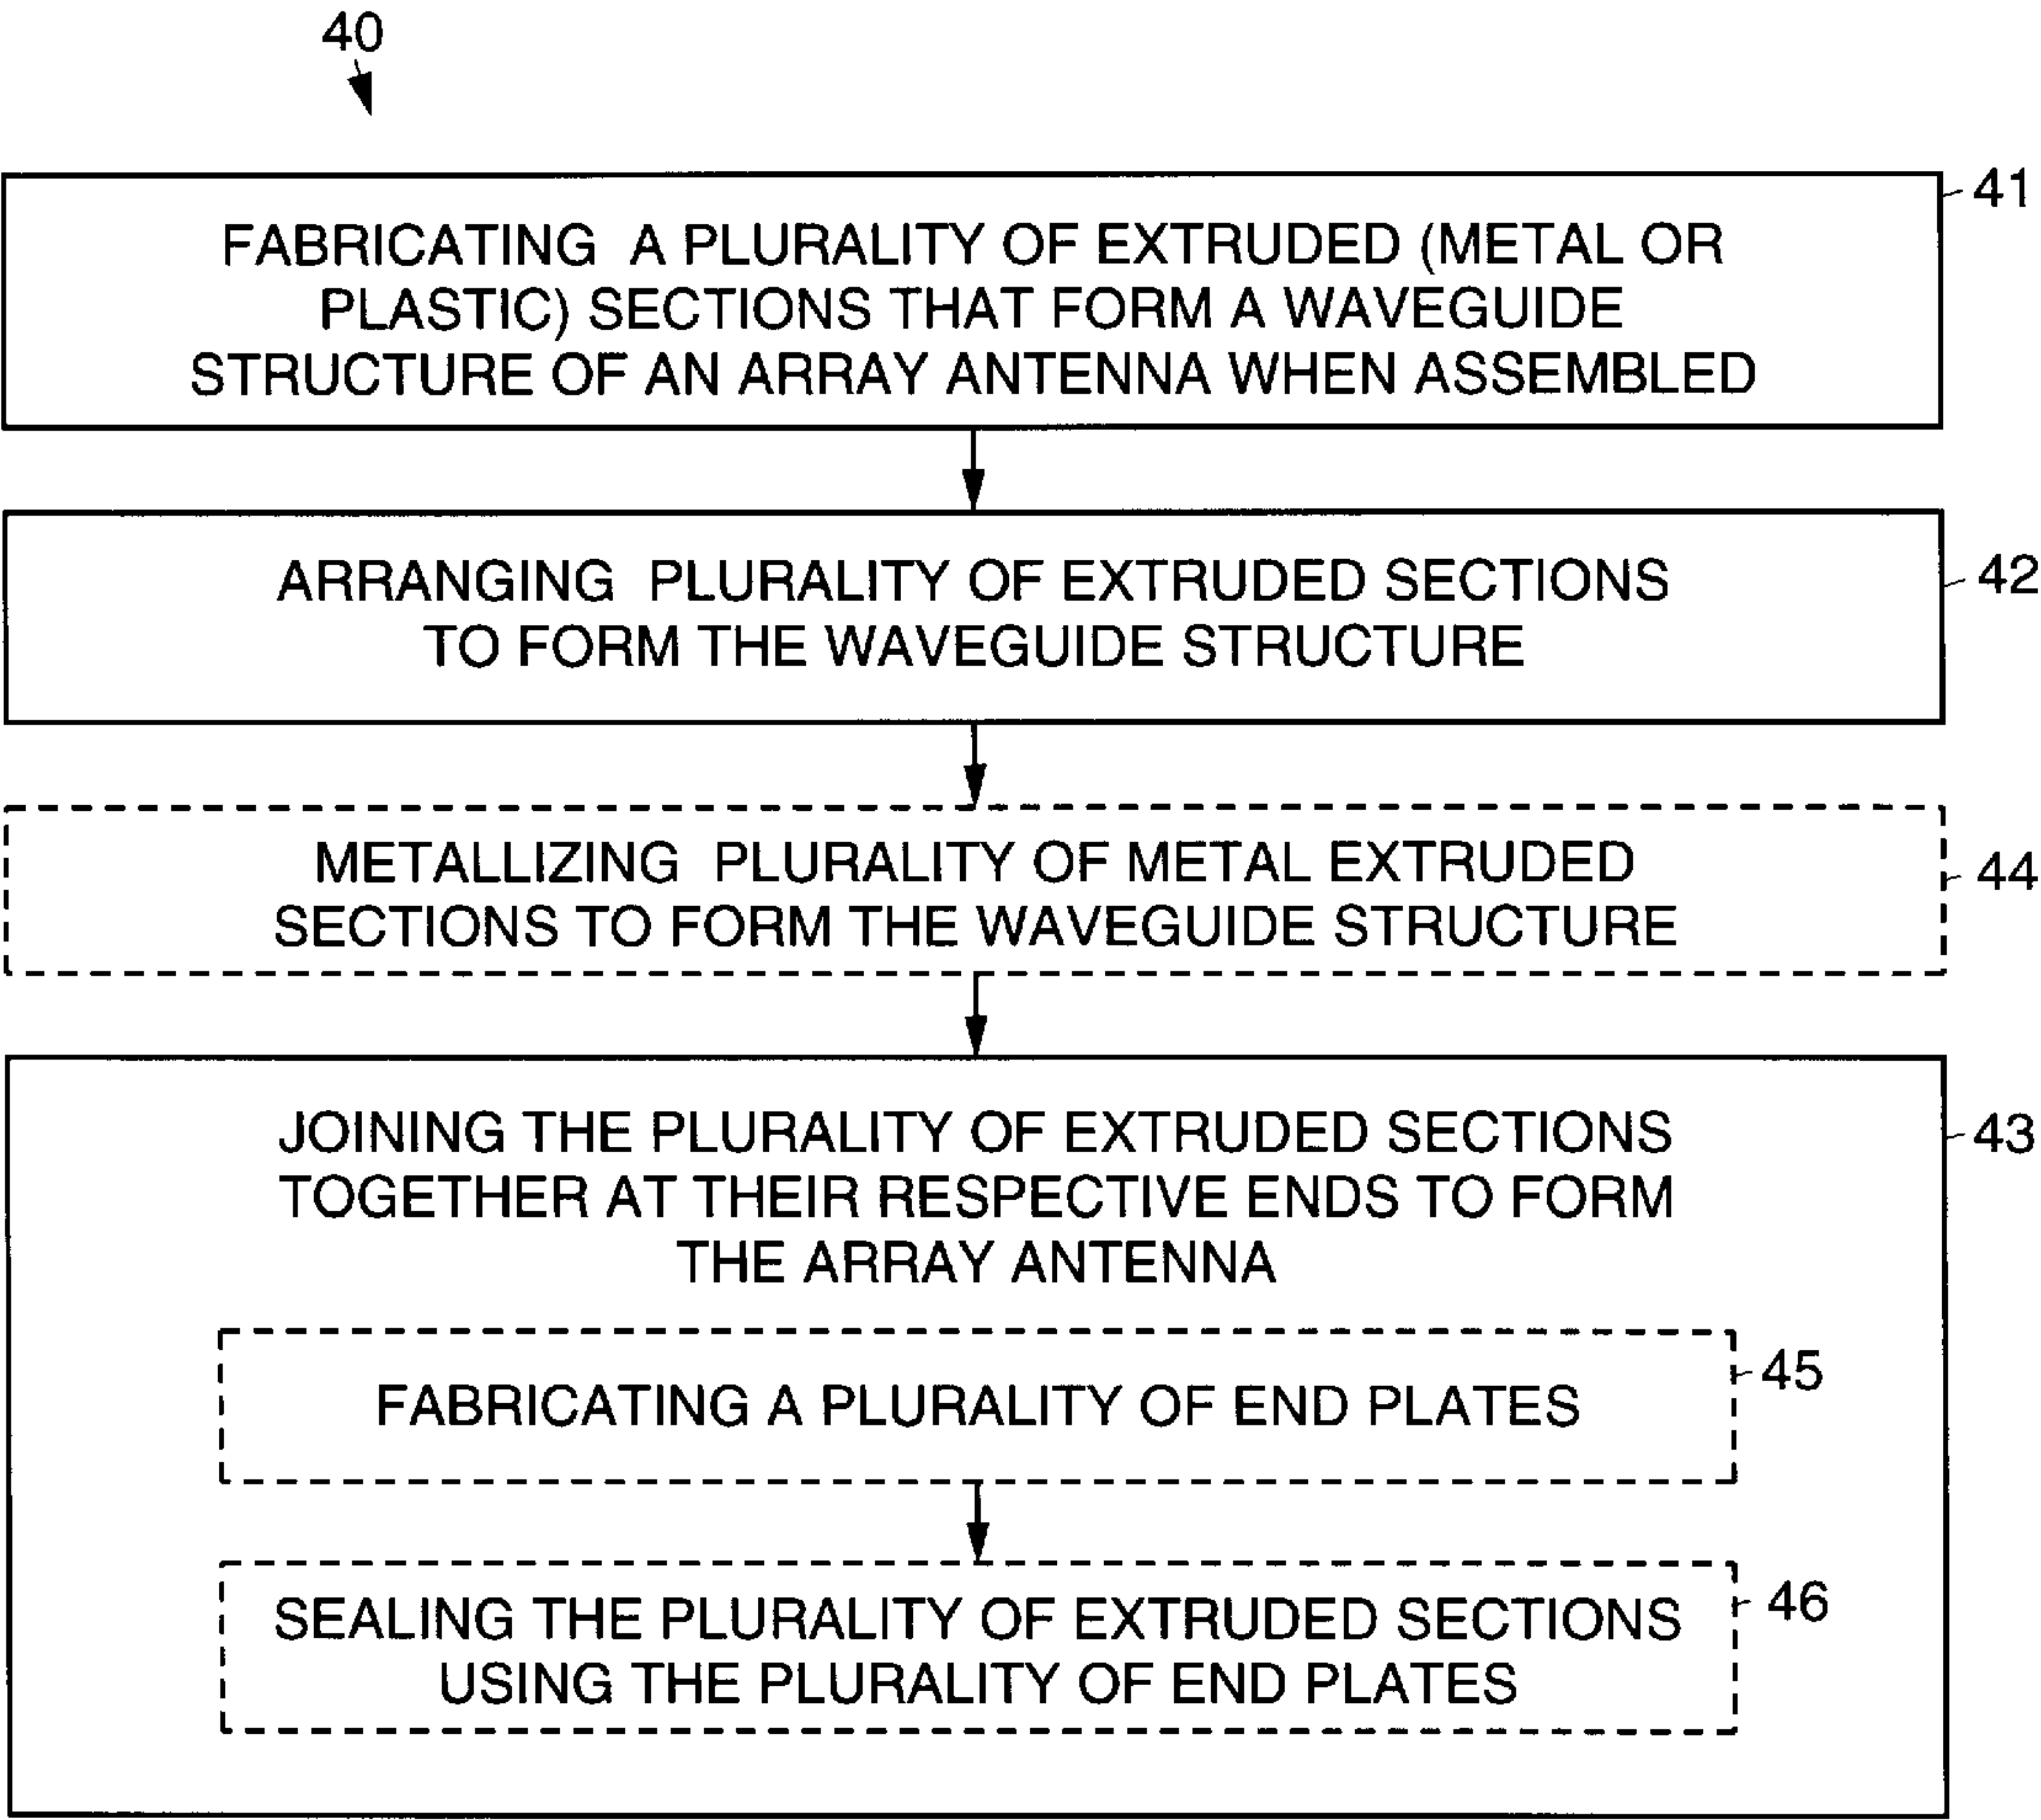 40
41
FABRICATING A PLURALITY OF EXTRUDED (METAL OR
PLASTIC) SECTIONS THAT FORM A WAVEGUIDE
STRUCTURE OF AN ARRAY ANTENNA WHEN ASSEMBLED
42
ARRANGING PLURALITY OF EXTRUDED SECTIONS
TO FORM THE WAVEGUIDE STRUCTURE
44
METALLIZING PLURALITY OF METAL EXTRUDED
SECTIONS TO FORM THE WAVEGUIDE STRUCTURE
43
JOINING THE PLURALITY OF EXTRUDED SECTIONS
TOGETHER AT THEIR RESPECTIVE ENDS TO FORM
THE ARRAY ANTENNA
45
FABRICATING A PLURALITY OF END PLATES
46
SEALING THE PLURALITY OF EXTRUDED SECTIONS
USING THE PLURALITY OF END PLATES